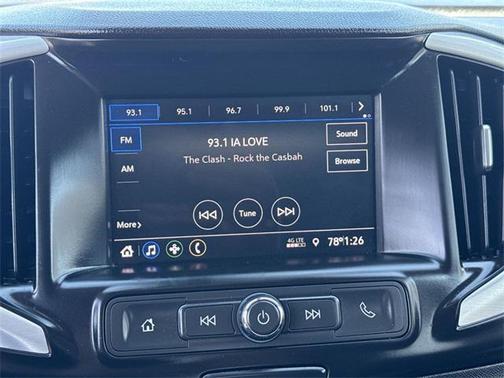 93.1 95.1 96.7 99.9 101.1
FM
93.1 IA LOVE
Sound
The Clash - Rock the Casbah
Browse
AM
Tune
More
4G LTE
78° 1:26